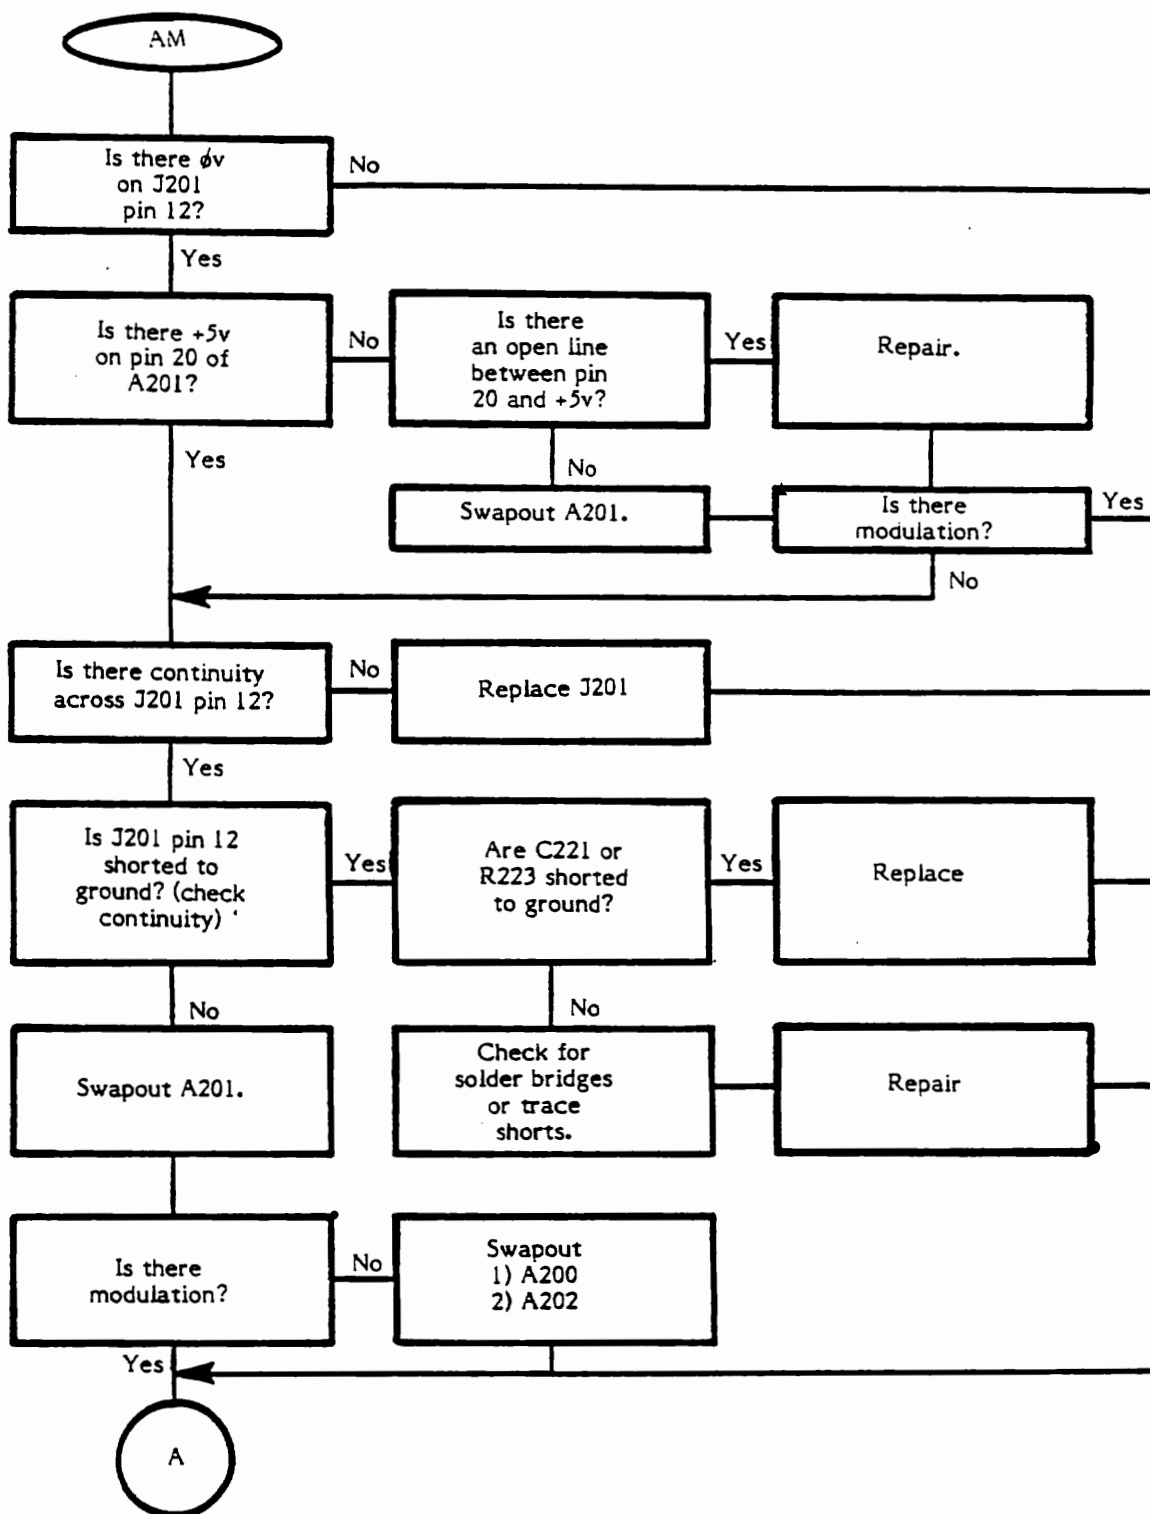 AM
Is there ϕv
on J201
pin 12?
No
Yes
Is there +5v
on pin 20 of
A201?
No
Is there
an open line
between pin
20 and +5v?
Yes
Repair.
Yes
No
Swapout A201.
Is there
modulation?
Yes
No
Is there continuity
across J201 pin 12?
No
Replace J201
Yes
Is J201 pin 12
shorted to
ground? (check
continuity)
Yes
Are C221 or
R223 shorted
to ground?
Yes
Replace
No
No
Swapout A201.
Check for
solder bridges
or trace
shorts.
Repair
Is there
modulation?
No
Swapout
1) A200
2) A202
Yes
A